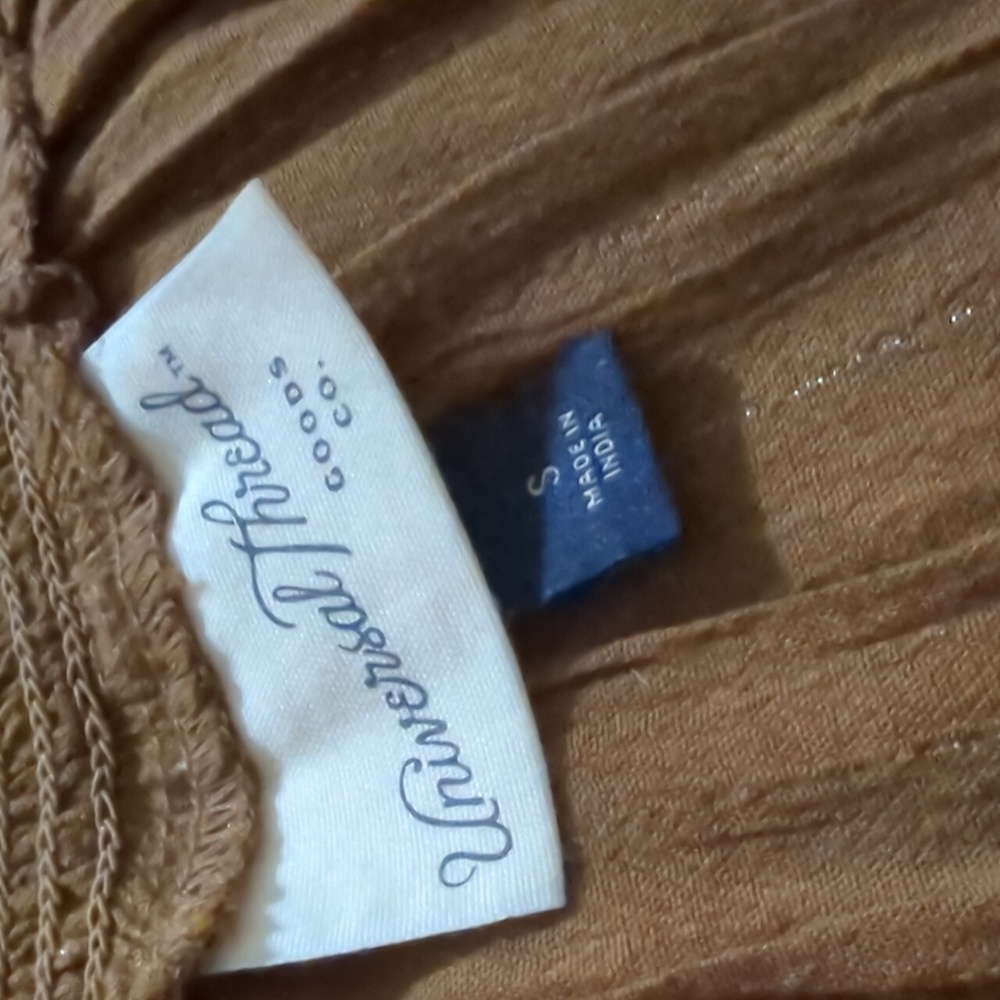 Universal Thread™
GOODS
CO.
S
MADE IN
INDIA